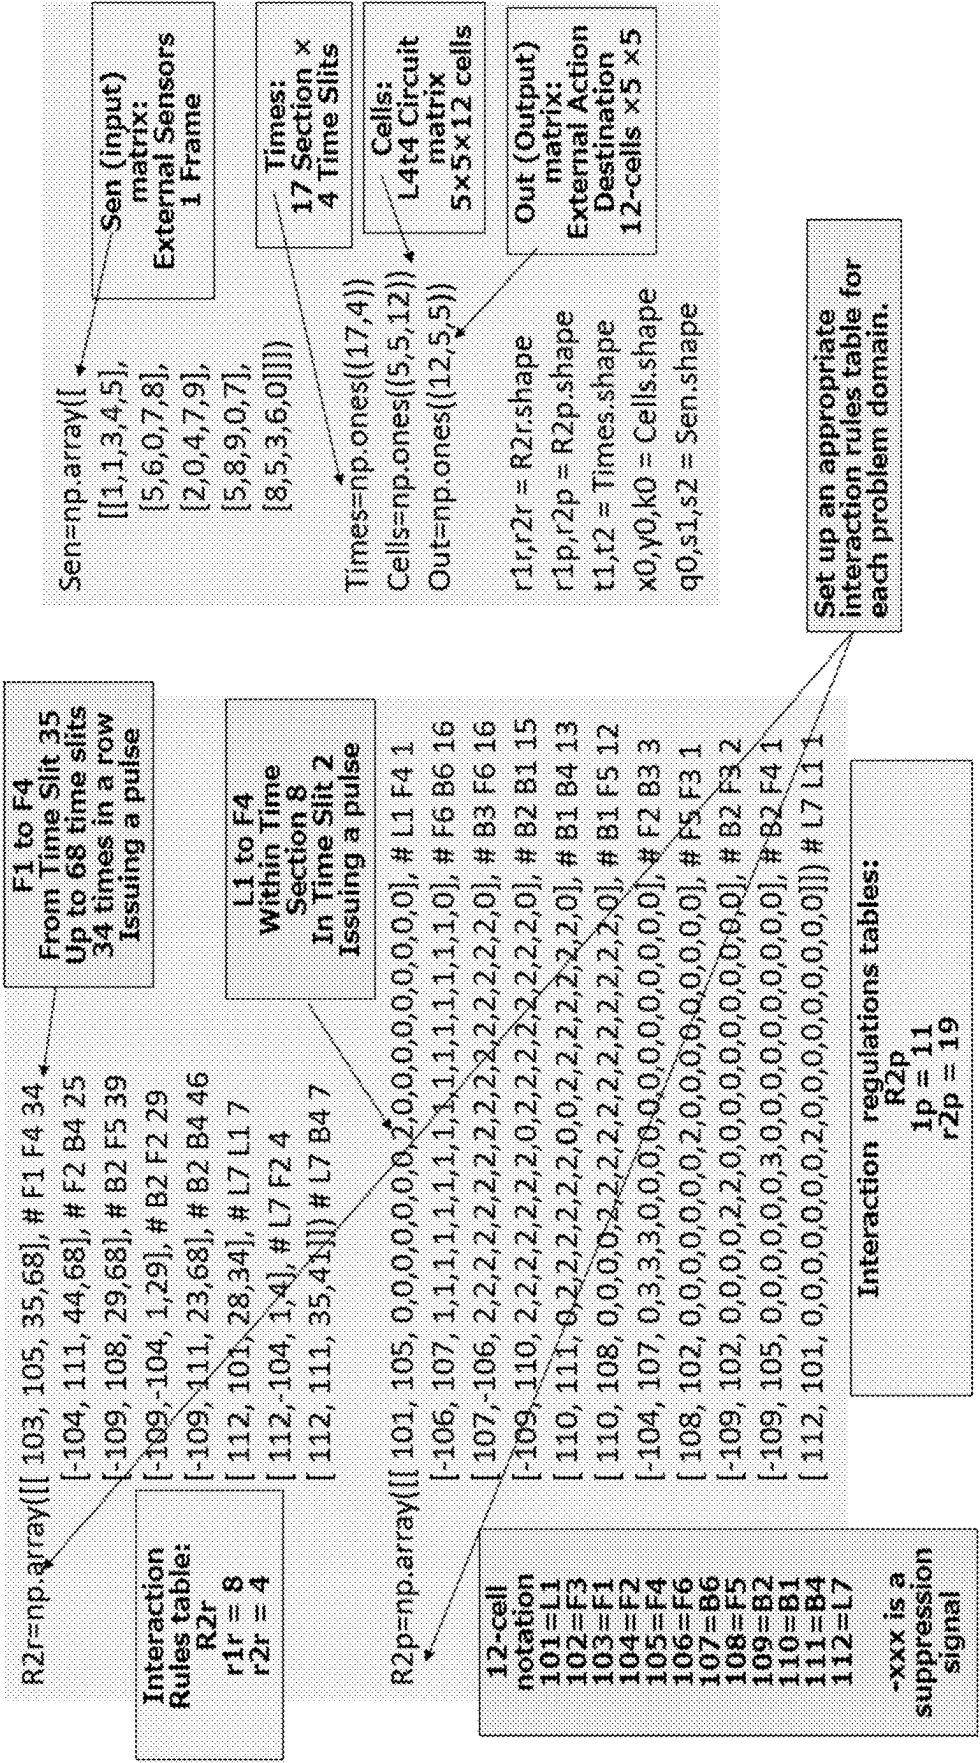 R2r=np.array([[ 103, 105, 35,68], # F1 F4 34
[-104, 111, 44,68], # F2 B4 25
[-109, 108, 29,68], # B2 F5 39
[-109,-104, 1,29], # B2 F2 29
[-109, 111, 23,68], # B2 B4 46
[ 112, 101, 28,34], # L7 L1 7
[ 112,-104, 1,4], # L7 F2 4
[ 112, 111, 35,41]]) # L7 B4 7
F1 to F4
From Time Slit 35
Up to 68 time slits
34 times in a row
Issuing a pulse
Interaction
Rules table:
R2r
r1r = 8
r2r = 4
L1 to F4
Within Time
Section 8
In Time Slit 2
Issuing a pulse
R2p=np.array([[ 101, 105, 0,0,0,0,0,0,0,2,0,0,0,0,0,0,0,0,0], # L1 F4 1
[-106, 107, 1,1,1,1,1,1,1,1,1,1,1,1,1,1,1,1,0], # F6 B6 16
[ 107,-106, 2,2,2,2,2,2,2,2,2,2,2,2,2,2,2,2,0], # B3 F6 16
[-109, 110, 2,2,2,2,2,2,2,0,2,2,2,2,2,2,2,2,0], # B2 B1 15
[ 110, 111, 0,2,2,2,2,2,0,0,2,2,2,2,2,2,2,2,0], # B1 B4 13
[ 110, 108, 0,0,0,0,2,2,2,2,2,2,2,2,2,2,2,2,0], # B1 F5 12
[-104, 107, 0,3,3,0,0,0,0,0,0,0,0,0,0,0,0,0,0], # F2 B3 3
[ 108, 102, 0,0,0,0,0,0,2,0,0,0,0,0,0,0,0,0,0], # F5 F3 1
[-109, 102, 0,0,0,0,2,2,0,0,0,0,0,0,0,0,0,0,0], # B2 F3 2
[-109, 105, 0,0,0,0,0,3,0,0,0,0,0,0,0,0,0,0,0], # B2 F4 1
[ 112, 101, 0,0,0,0,0,0,0,2,0,0,0,0,0,0,0,0,0]]) # L7 L1 1
12-cell
notation
101=L1
102=F3
103=F1
104=F2
105=F4
106=F6
107=B6
108=F5
109=B2
110=B1
111=B4
112=L7
-xxx is a
suppression
signal
Interaction regulations tables:
R2p
1p = 11
r2p = 19
Sen=np.array([
[[1,1,3,4,5],
[5,6,0,7,8],
[2,0,4,7,9],
[5,8,9,0,7],
[8,5,3,6,0]]])
Sen (input)
matrix:
External Sensors
1 Frame
Times=np.ones((17,4))
Cells=np.ones((5,5,12))
Out=np.ones((12,5,5))
Times:
17 Section ×
4 Time Slits
Cells:
L4t4 Circuit
matrix
5×5×12 cells
Out (Output)
matrix:
External Action
Destination
12-cells ×5 ×5
r1r,r2r = R2r.shape
r1p,r2p = R2p.shape
t1,t2 = Times.shape
x0,y0,k0 = Cells.shape
q0,s1,s2 = Sen.shape
Set up an appropriate
interaction rules table for
each problem domain.